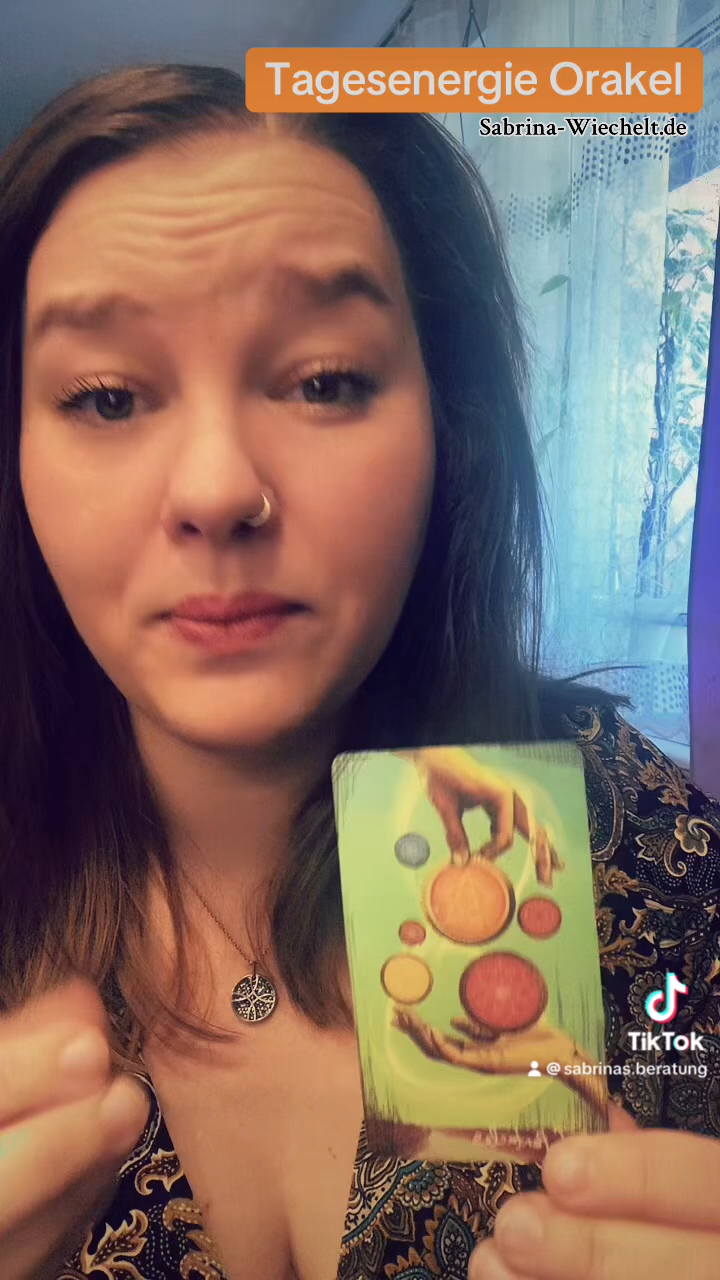 Tagesenergie Orakel
Sabrina-Wiechelt.de
TikTok
@sabrinas.beratung